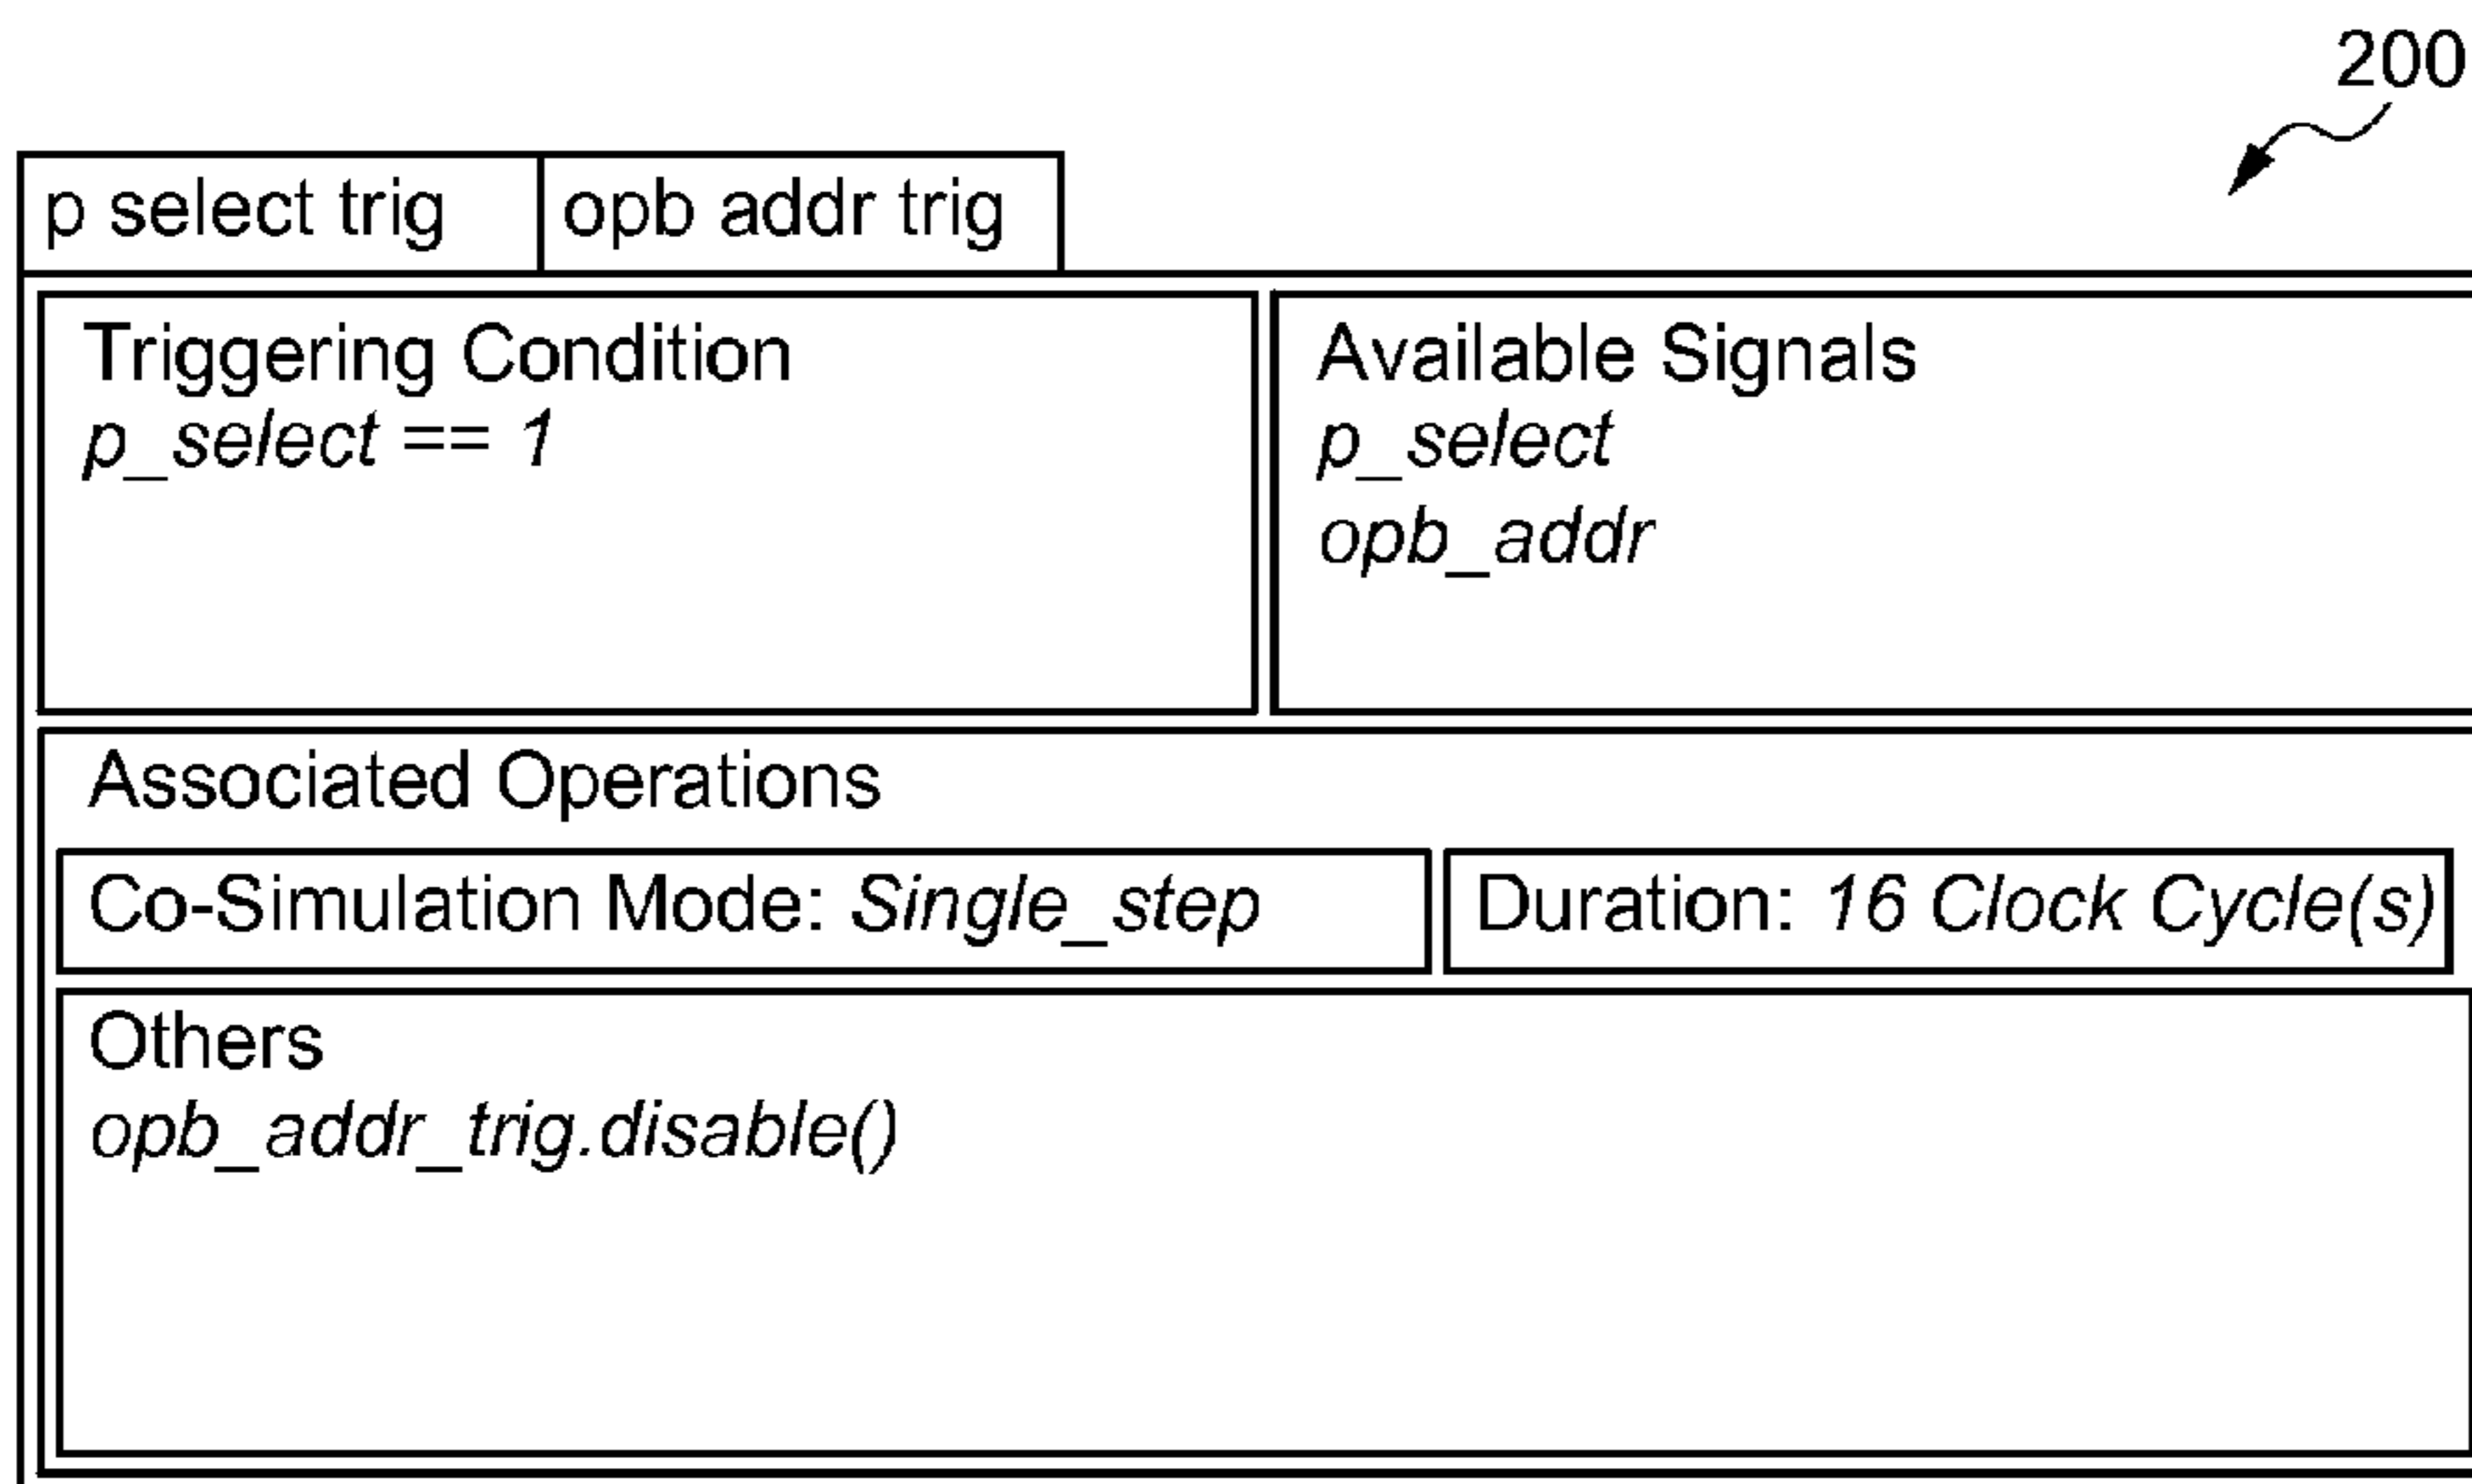 200
p select trig
opb addr trig
Triggering Condition
p_select == 1
Available Signals
p_select
opb_addr
Associated Operations
Co-Simulation Mode: Single_step
Duration: 16 Clock Cycle(s)
Others
opb_addr_trig.disable()